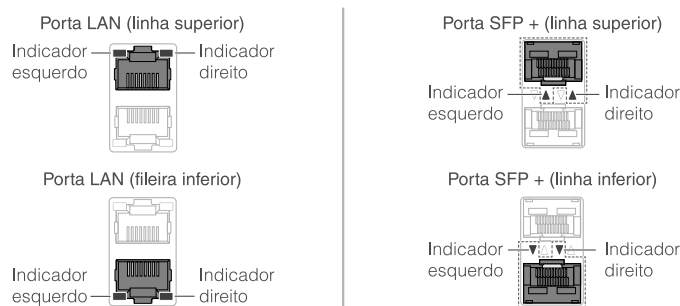 Porta LAN (linha superior)
Indicador
esquerdo
Indicador
direito
Porta LAN (fileira inferior)
Indicador
esquerdo
Indicador
direito
Porta SFP + (linha superior)
Indicador
esquerdo
Indicador
direito
Porta SFP + (linha inferior)
Indicador
esquerdo
Indicador
direito